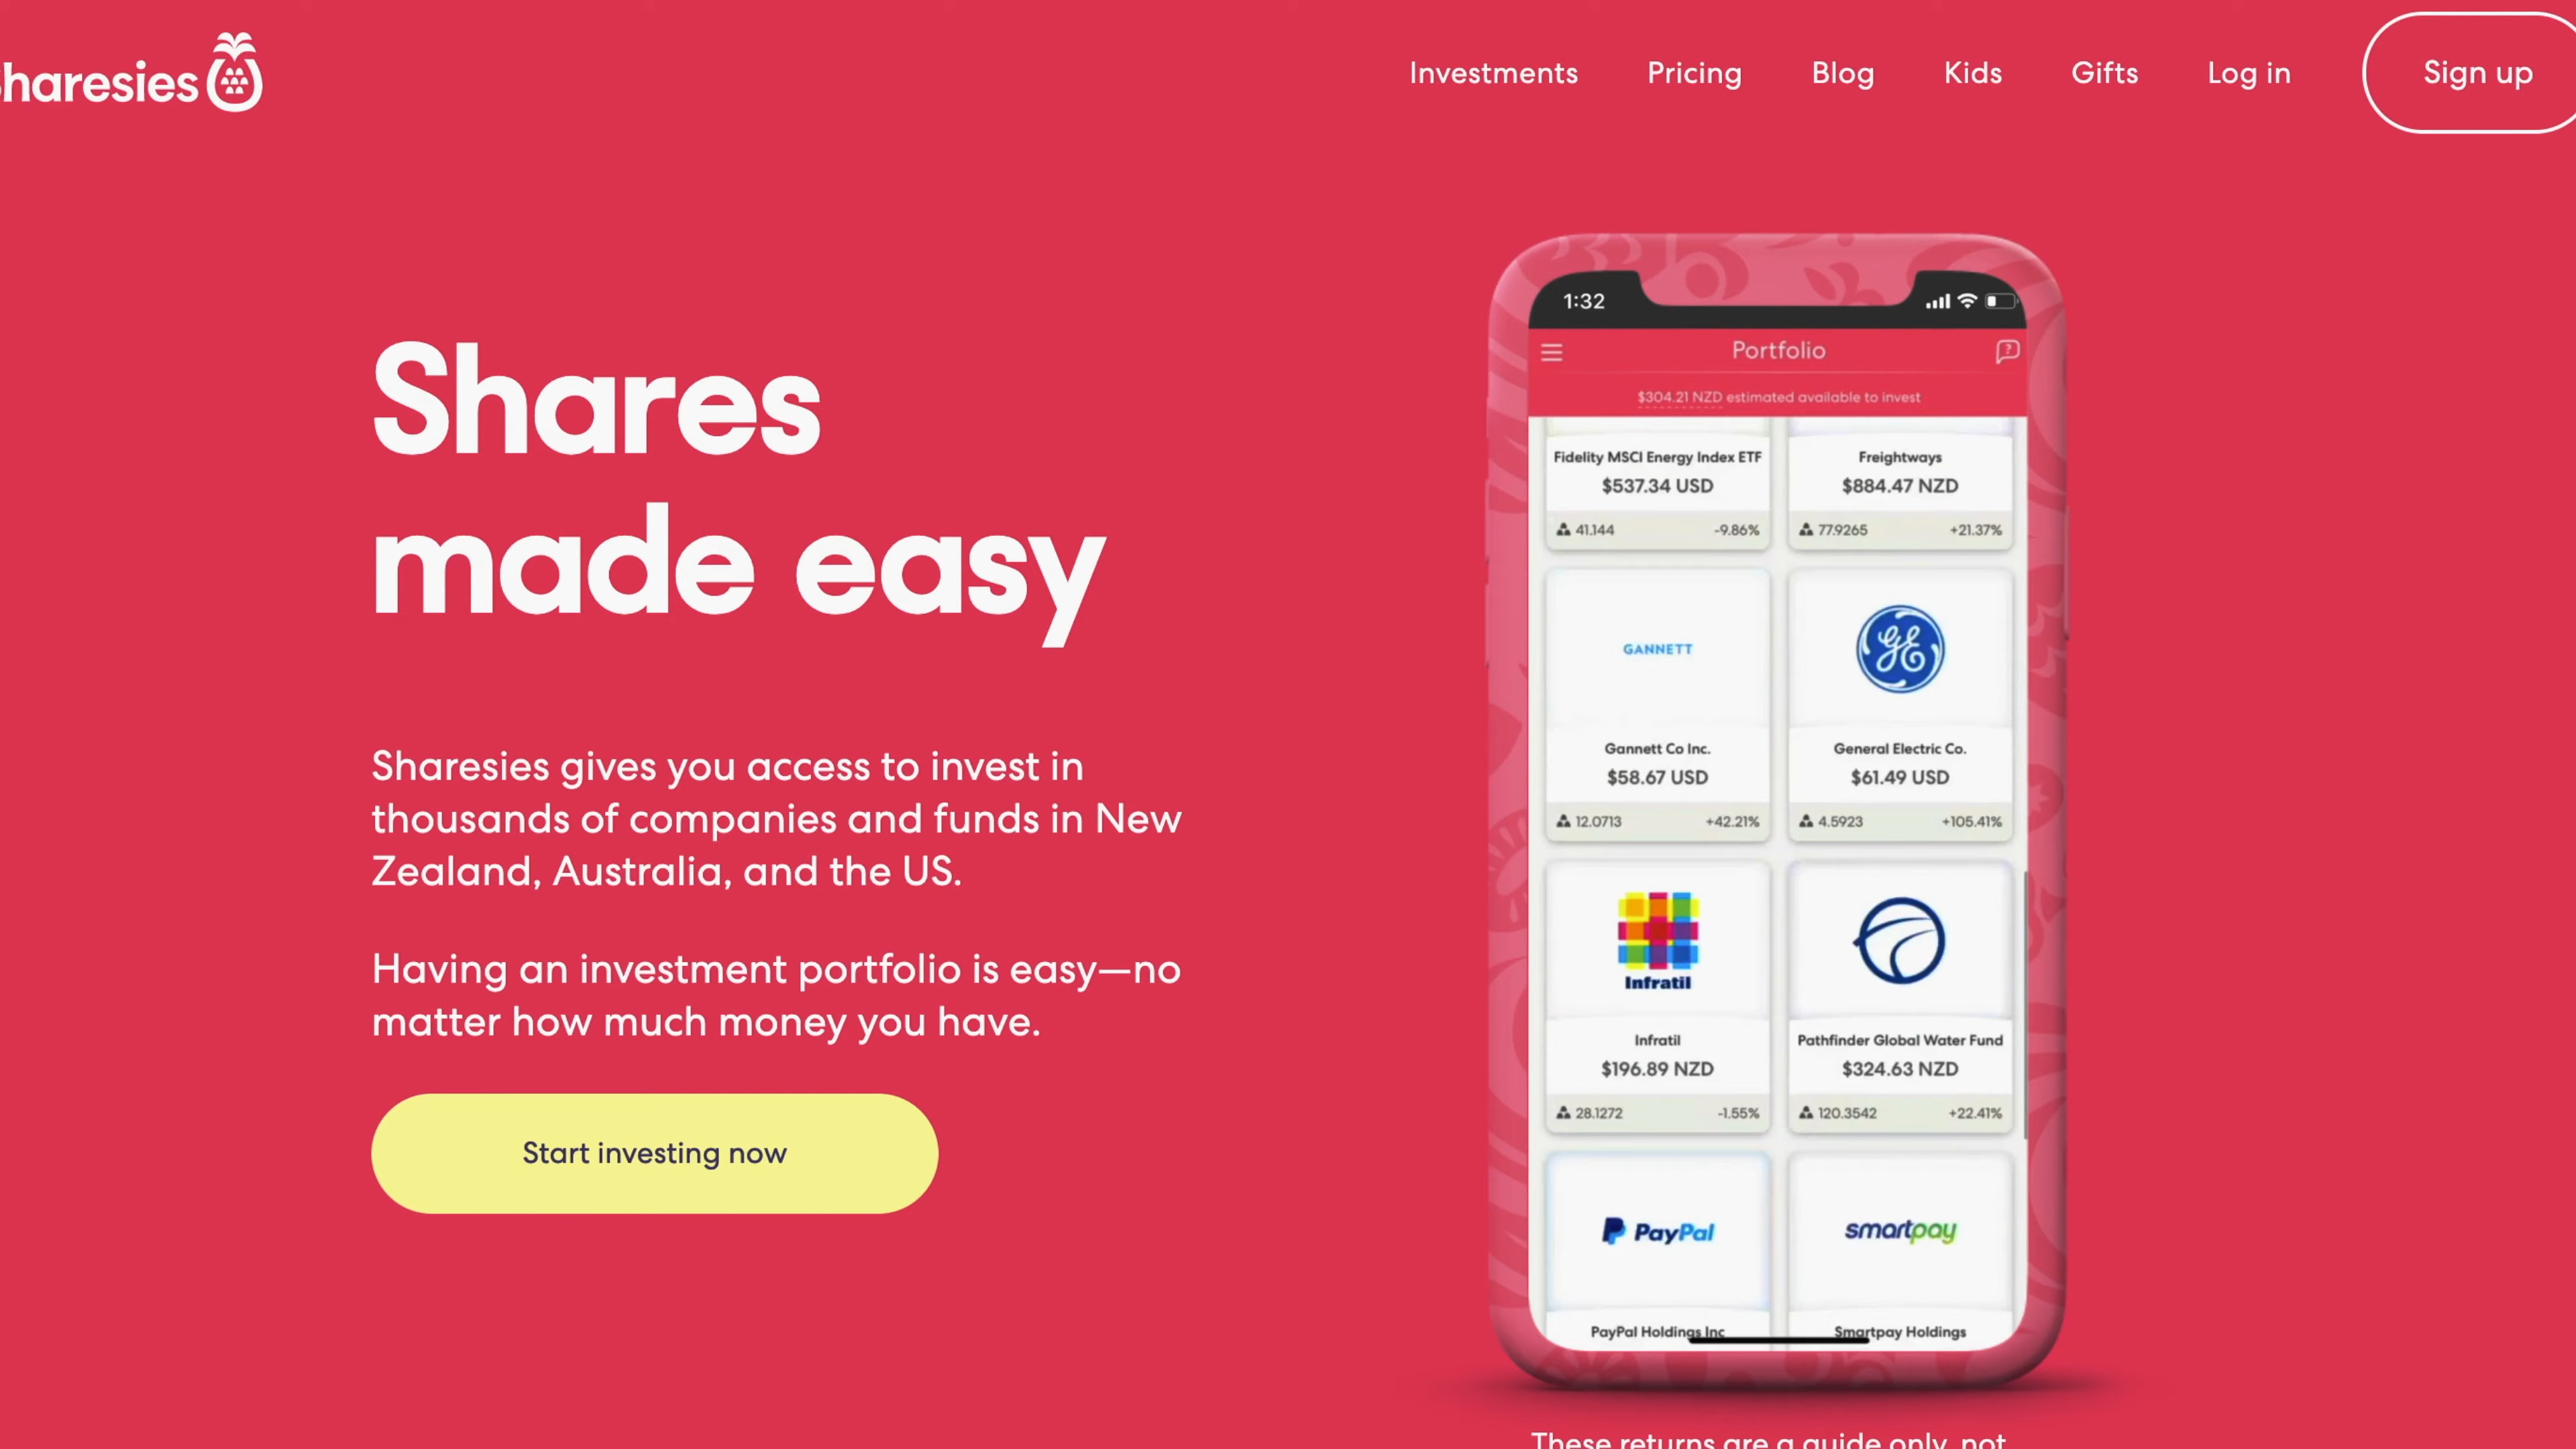 Sharesies
Investments
Pricing
Blog
Kids
Gifts
Log in
Sign up
Shares
made easy
Sharesies gives you access to invest in
thousands of companies and funds in New
Zealand, Australia, and the US.
Having an investment portfolio is easy—no
matter how much money you have.
Start investing now
1:32
Portfolio
$304.21 NZD estimated available to invest
Fidelity MSCI Energy Index ETF
$537.34 USD
41.144 -9.86%
Freightways
$884.47 NZD
77.9265 +21.37%
GANNETT
Gannett Co Inc.
$58.67 USD
12.0713 +42.21%
GE
General Electric Co.
$61.49 USD
4.5923 +105.41%
Infratil
Infratil
$196.89 NZD
28.1272 -1.55%
Pathfinder Global Water Fund
$324.63 NZD
120.3542 +22.41%
PayPal
PayPal Holdings Inc
smartpay
Smartpay Holdings
These returns are a guide only, not